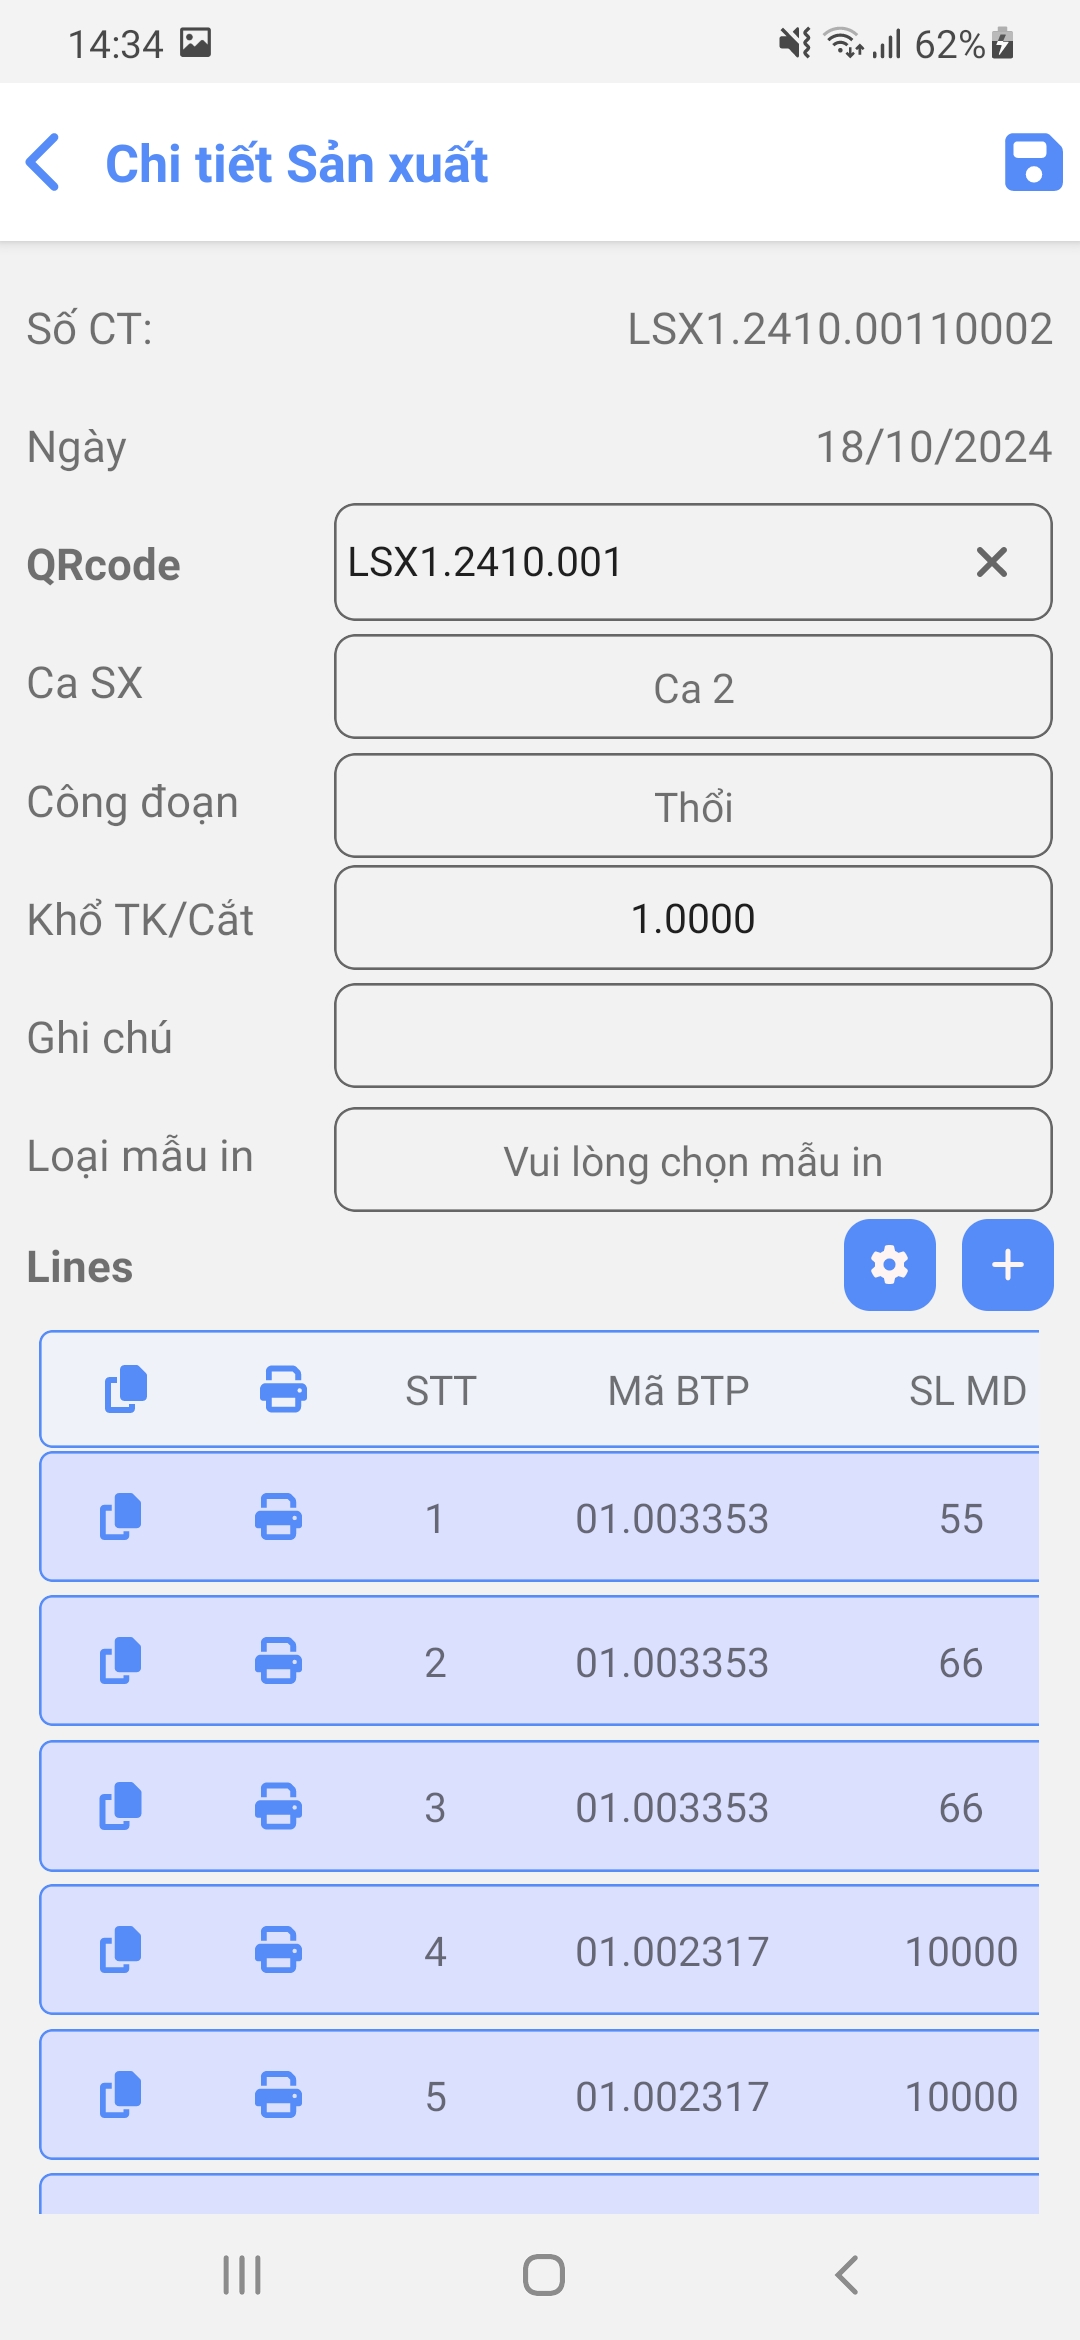 14:34 62%
Chi tiết Sản xuất
Số CT: LSX1.2410.00110002
Ngày 18/10/2024
QRcode LSX1.2410.001
Ca SX Ca 2
Công đoạn Thổi
Khổ TK/Cắt 1.0000
Ghi chú
Loại mẫu in Vui lòng chọn mẫu in
Lines
STT Mã BTP SL MD
1 01.003353 55
2 01.003353 66
3 01.003353 66
4 01.002317 10000
5 01.002317 10000